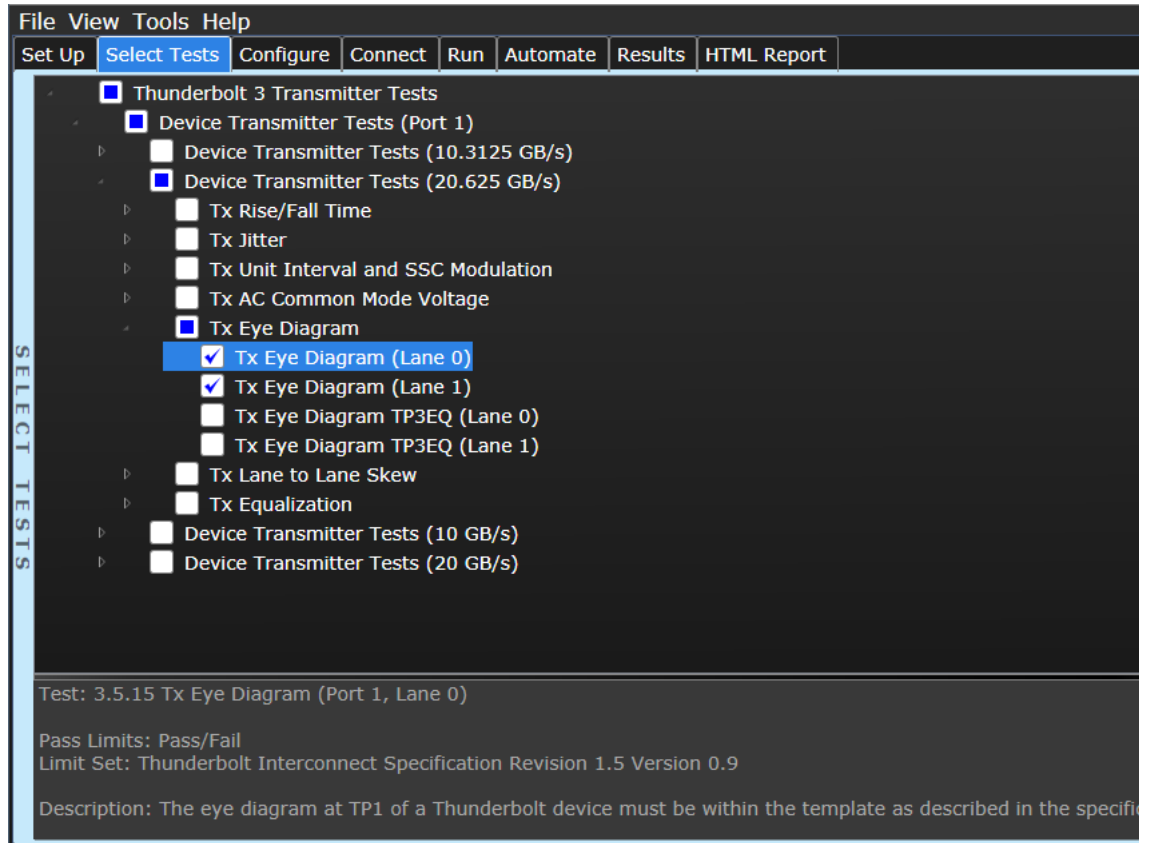 File View Tools Help
Set Up Select Tests Configure Connect Run Automate Results HTML Report
Thunderbolt 3 Transmitter Tests
Device Transmitter Tests (Port 1)
Device Transmitter Tests (10.3125 GB/s)
Device Transmitter Tests (20.625 GB/s)
Tx Rise/Fall Time
Tx Jitter
Tx Unit Interval and SSC Modulation
Tx AC Common Mode Voltage
Tx Eye Diagram
Tx Eye Diagram (Lane 0)
Tx Eye Diagram (Lane 1)
Tx Eye Diagram TP3EQ (Lane 0)
Tx Eye Diagram TP3EQ (Lane 1)
Tx Lane to Lane Skew
Tx Equalization
Device Transmitter Tests (10 GB/s)
Device Transmitter Tests (20 GB/s)
SELECT TESTS
Test: 3.5.15 Tx Eye Diagram (Port 1, Lane 0)
Pass Limits: Pass/Fail
Limit Set: Thunderbolt Interconnect Specification Revision 1.5 Version 0.9
Description: The eye diagram at TP1 of a Thunderbolt device must be within the template as described in the specific